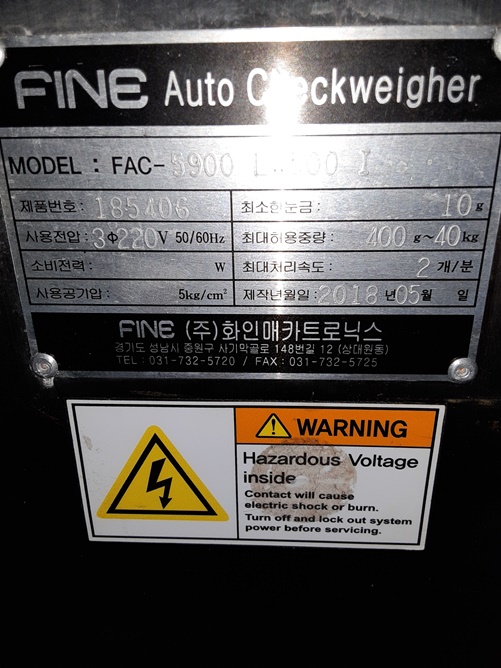 FINE Auto Checkweigher
MODEL : FAC-5900 I
제품번호 : 185406 최소한눈금 : 10 g
사용전압 : 3Φ220V 50/60Hz 최대허용중량 : 400 g~40kg
소비전력 : W 최대처리속도 : 2 개/분
사용공기압 : 5kg/cm² 제작년월일 : 2018 년 05월 일
FINE (주)화인매카트로닉스
경기도 성남시 중원구 사기막골로 148번길 12 (상대원동)
TEL : 031-732-5720 / FAX : 031-732-5725
WARNING
Hazardous Voltage
inside
Contact will cause
electric shock or burn.
Turn off and lock out system
power before servicing.